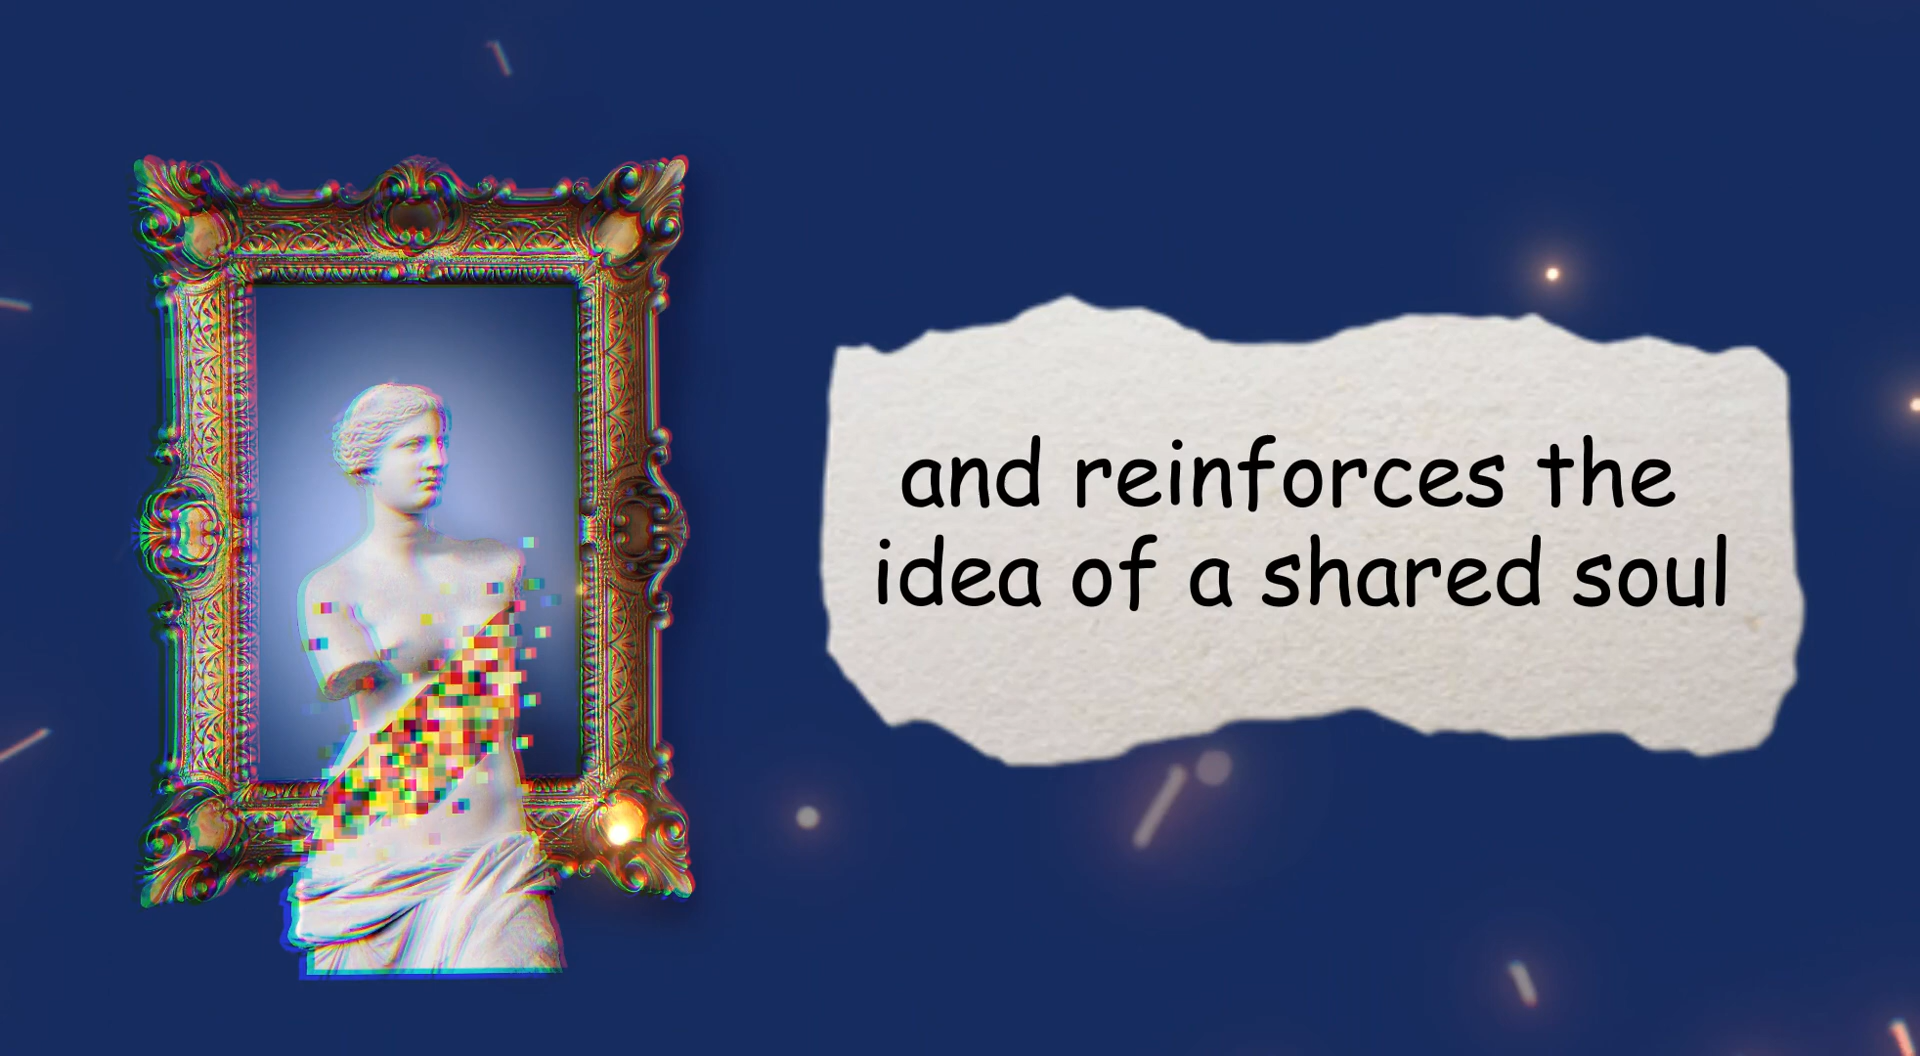 and reinforces the
idea of a shared soul